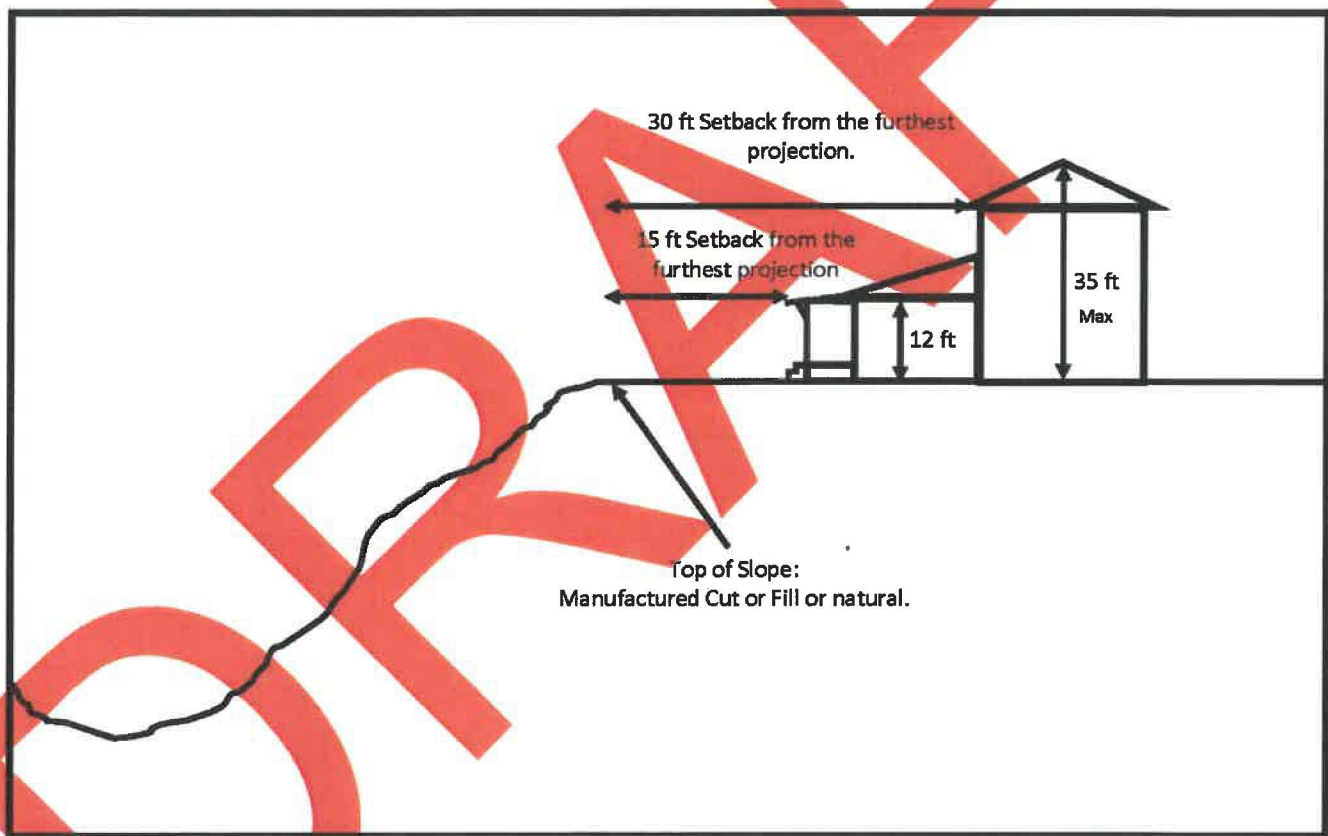 30 ft Setback from the furthest
projection.
15 ft Setback from the
furthest projection
35 ft
Max
12 ft
Top of Slope:
Manufactured Cut or Fill or natural.
DRAFT